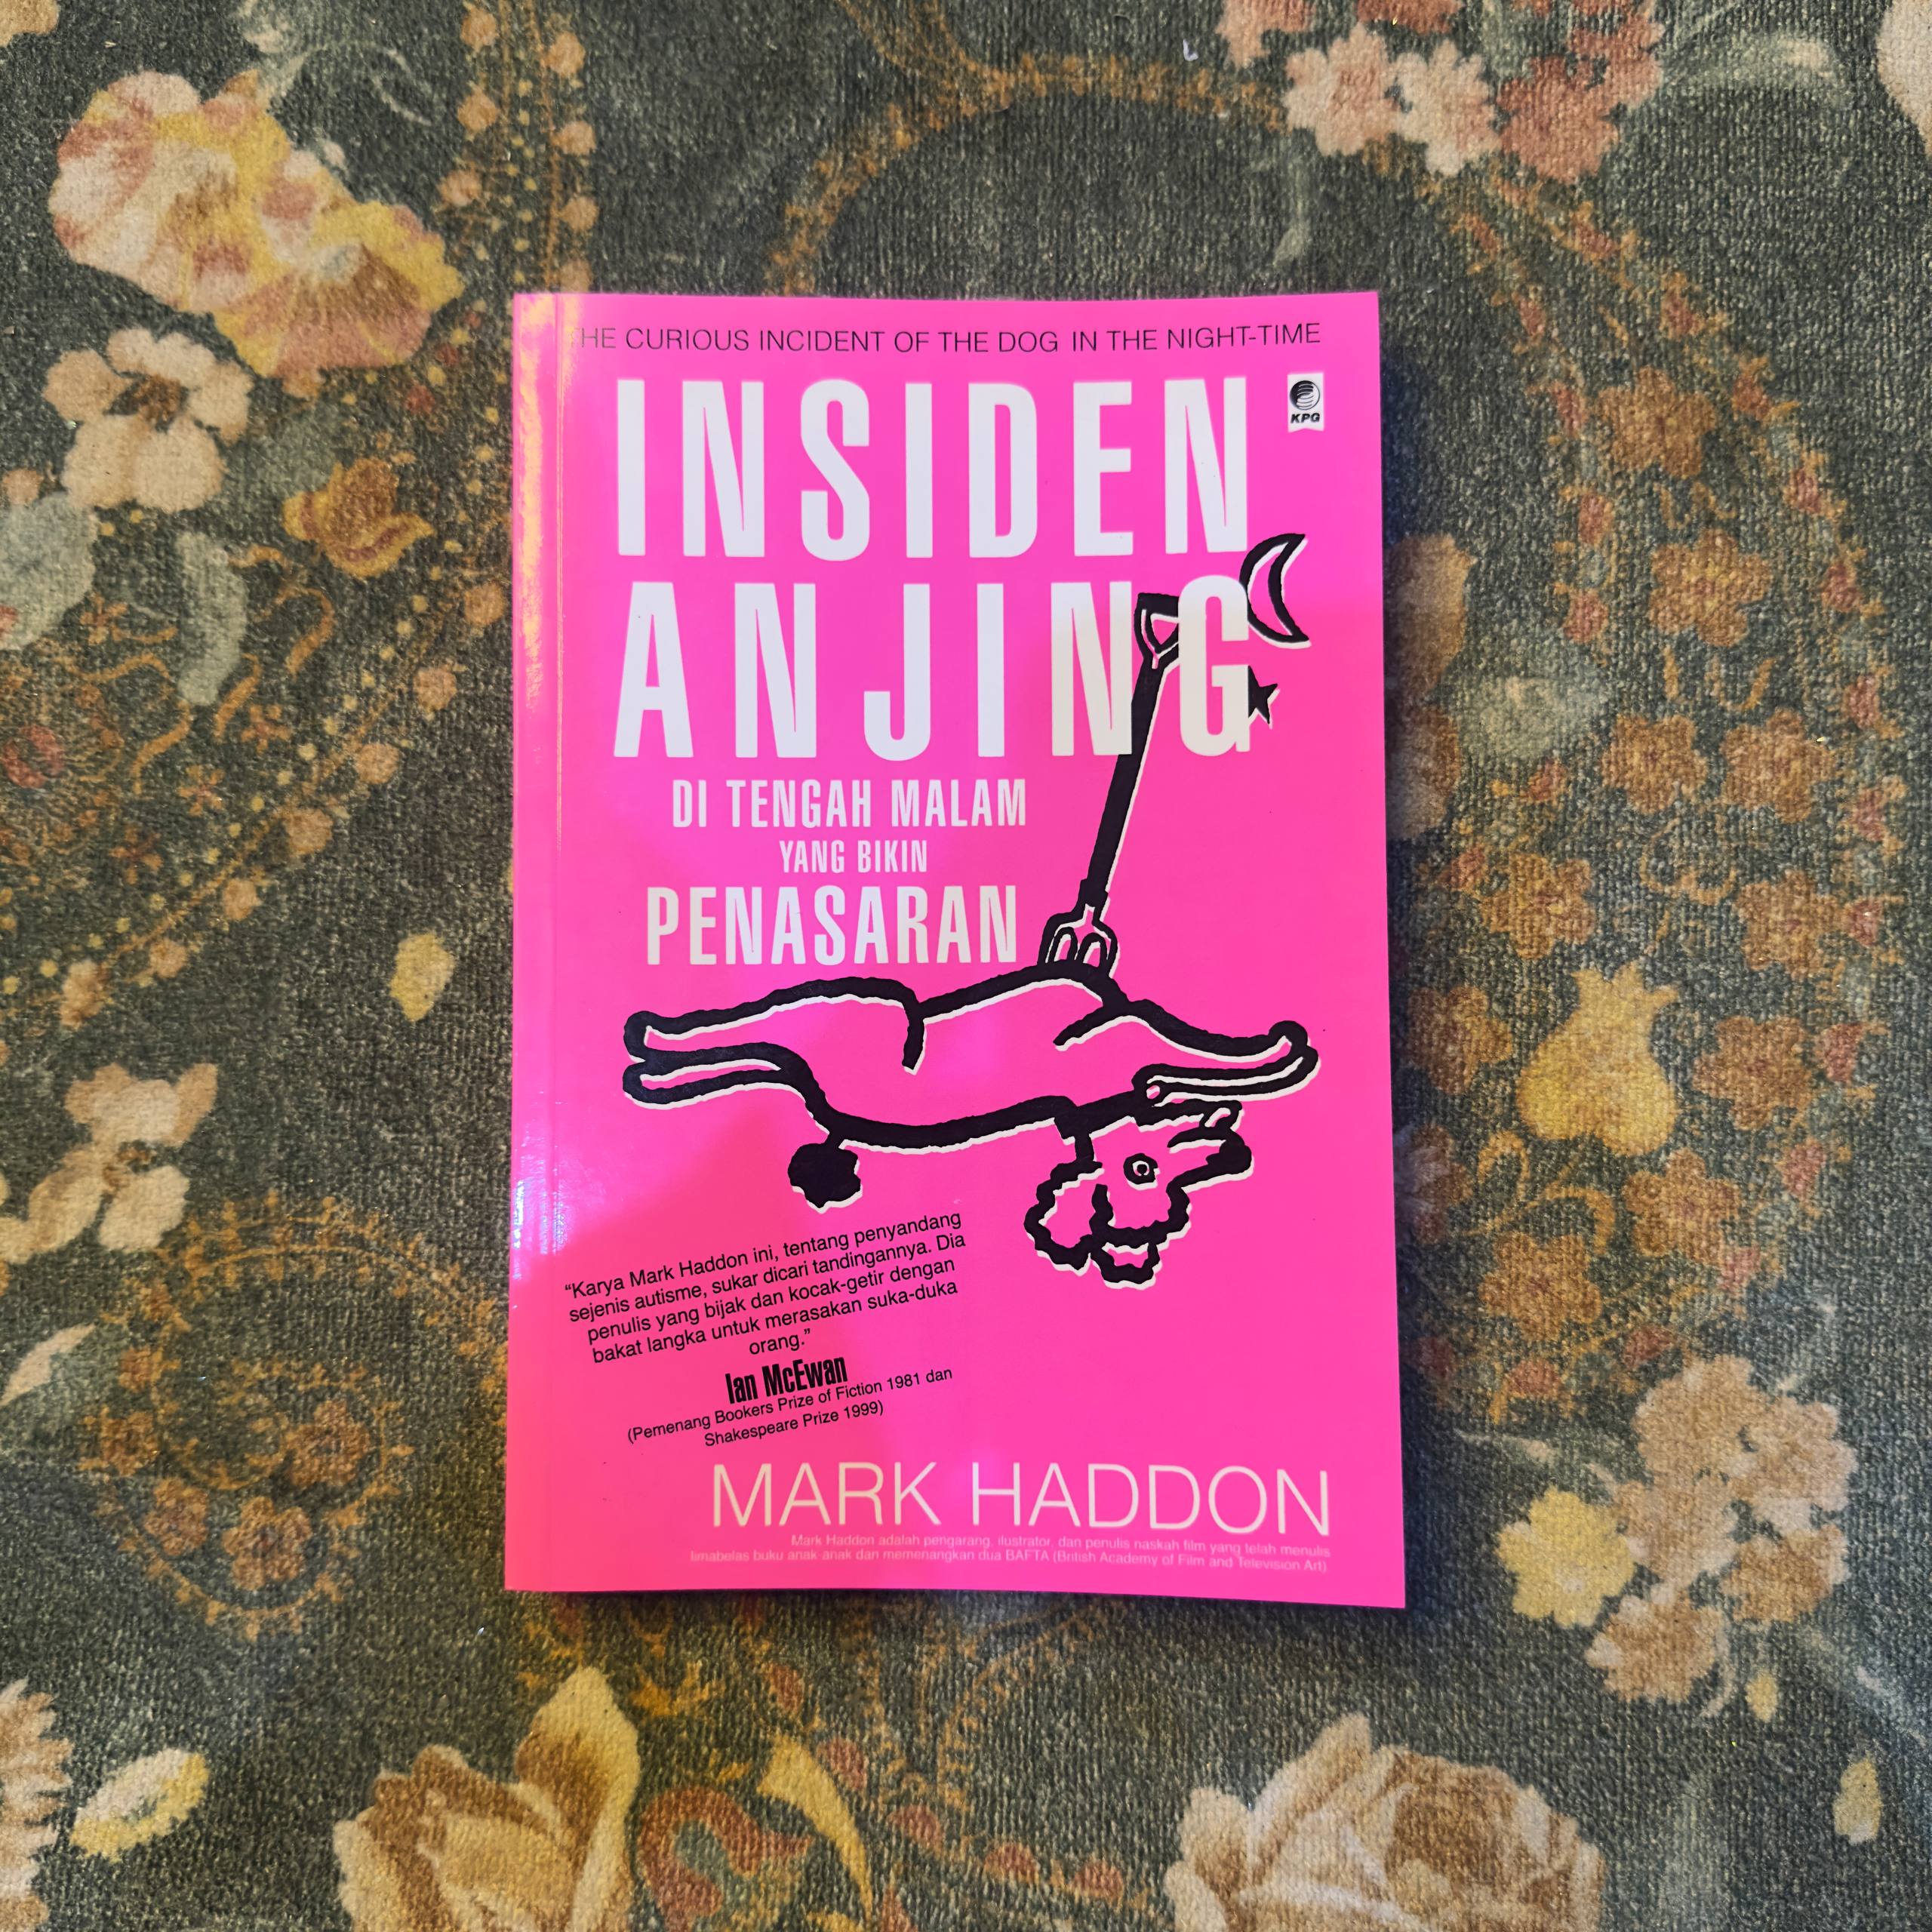 THE CURIOUS INCIDENT OF THE DOG IN THE NIGHT-TIME
KPG
INSIDEN
ANJING
DI TENGAH MALAM
YANG BIKIN
PENASARAN
“Karya Mark Haddon ini, tentang penyandang
sejenis autisme, sukar dicari tandingannya. Dia
penulis yang bijak dan kocak-getir dengan
bakat langka untuk merasakan suka-duka
orang.”
Ian McEwan
(Pemenang Bookers Prize of Fiction 1981 dan
Shakespeare Prize 1999)
MARK HADDON
Mark Haddon adalah pengarang, ilustrator, dan penulis naskah film yang telah menulis
limabelas buku anak-anak dan memenangkan dua BAFTA (British Academy of Film and Television Art)